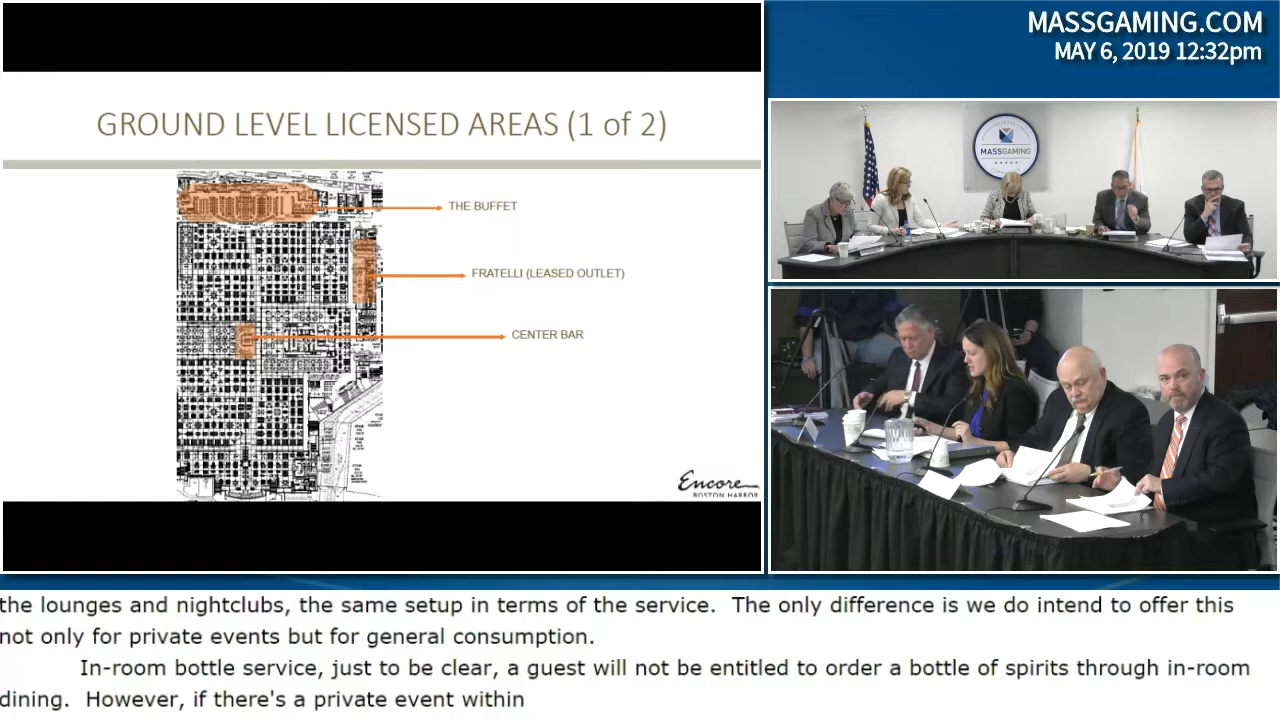 MASSGAMING.COM
MAY 6, 2019 12:32pm
GROUND LEVEL LICENSED AREAS (1 of 2)
THE BUFFET
FRATELLI (LEASED OUTLET)
CENTER BAR
Encore
BOSTON HARBOR
MASSGAMING
the lounges and nightclubs, the same setup in terms of the service.  The only difference is we do intend to offer this
not only for private events but for general consumption.
In-room bottle service, just to be clear, a guest will not be entitled to order a bottle of spirits through in-room
dining.  However, if there's a private event within